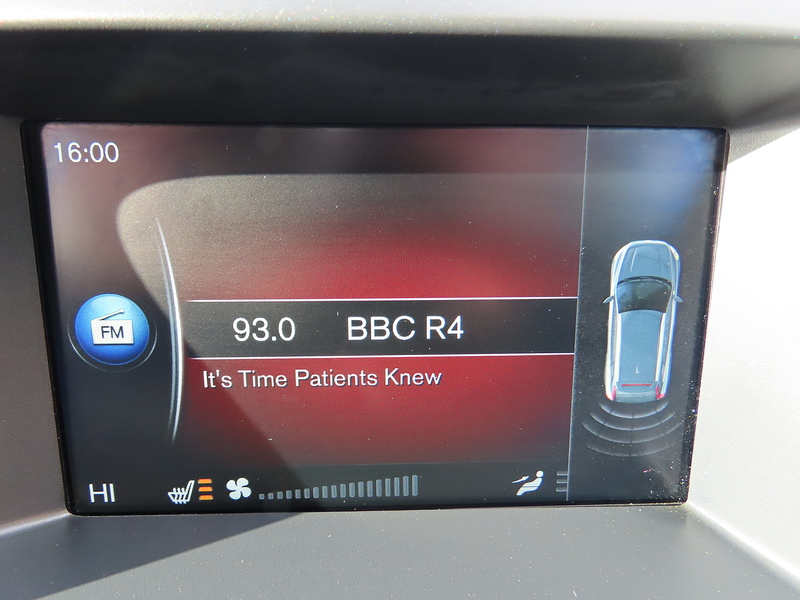 16:00
FM
93.0 BBC R4
It's Time Patients Knew
HI